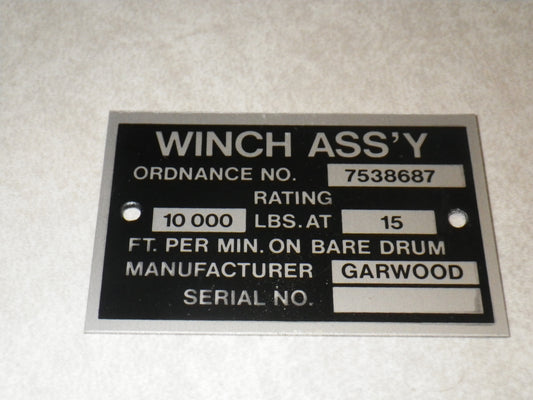 WINCH ASS'Y
ORDNANCE NO. 7538687
RATING
10 000 LBS. AT 15
FT. PER MIN. ON BARE DRUM
MANUFACTURER GARWOOD
SERIAL NO.